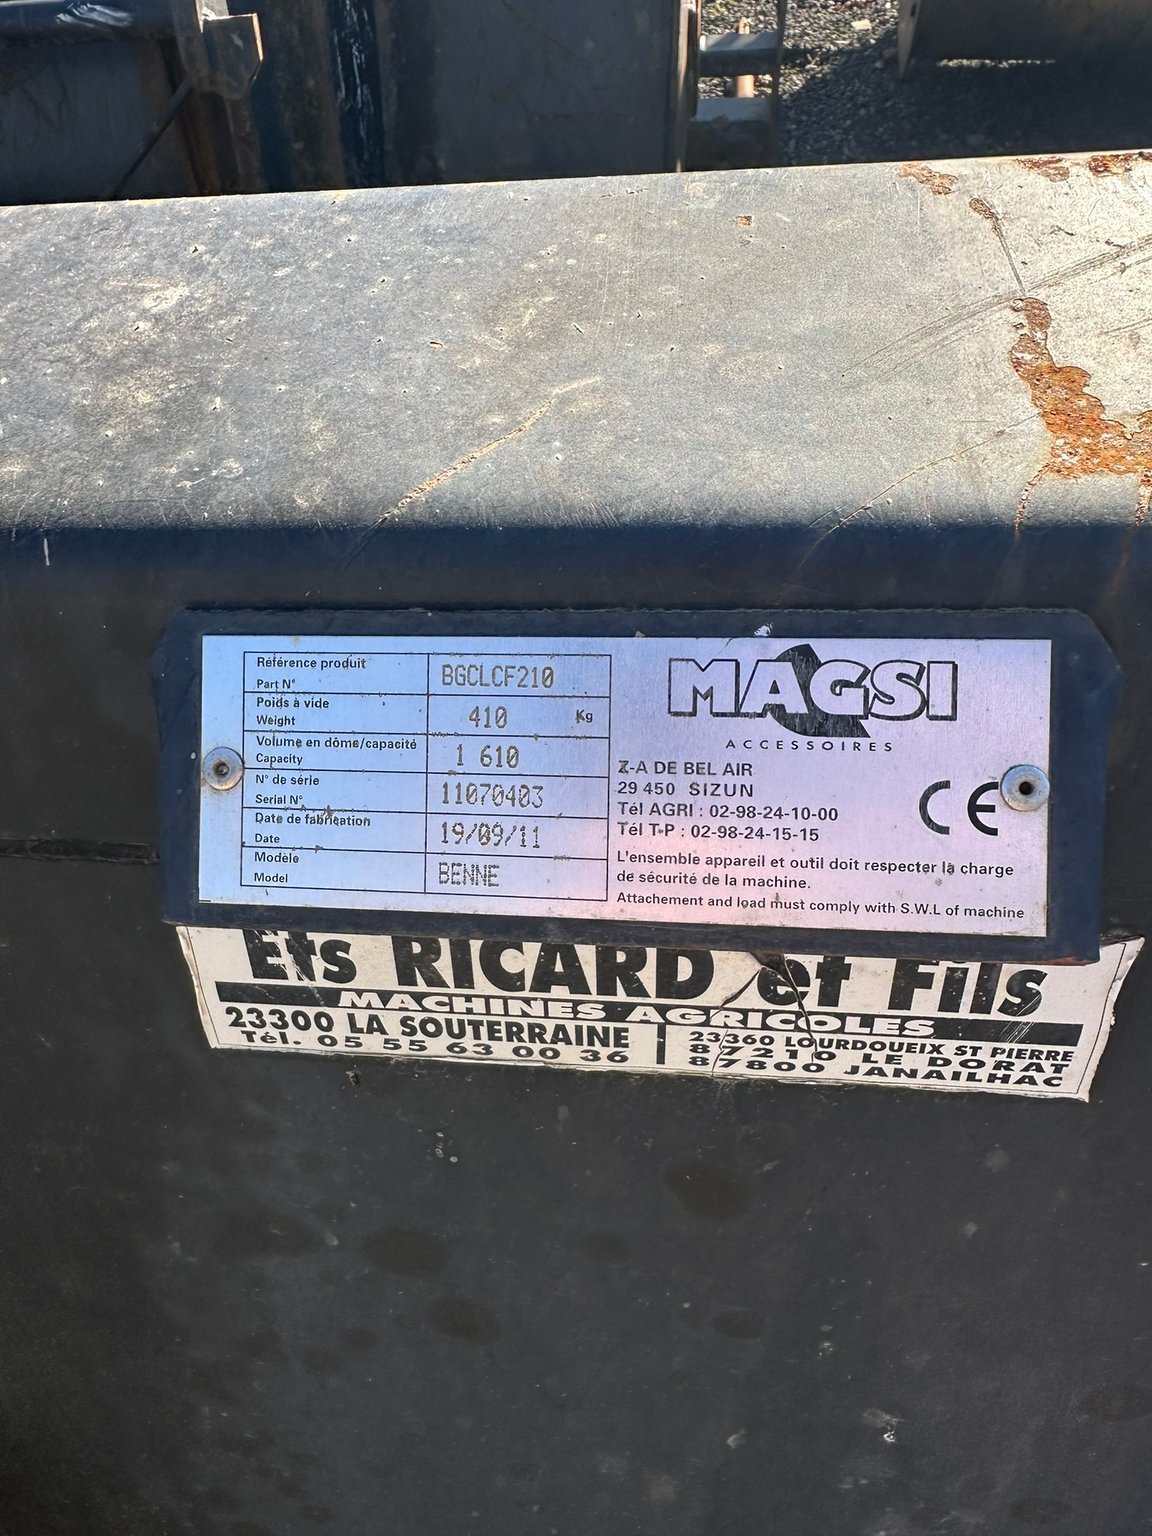 Référence produit
Part N° BGCLCF210
Poids à vide
Weight 410 Kg
Volume en dôme/capacité
Capacity 1 610
N° de série
Serial N° 11070403
Date de fabrication
Date 19/09/11
Modèle
Model BENNE
MAGSI
ACCESSOIRES
Z-A DE BEL AIR
29 450 SIZUN
Tél AGRI : 02-98-24-10-00
Tél T-P : 02-98-24-15-15
CE
L'ensemble appareil et outil doit respecter la charge
de sécurité de la machine.
Attachement and load must comply with S.W.L of machine
Ets RICARD et Fils
MACHINES AGRICOLES
23300 LA SOUTERRAINE
Tél. 05 55 63 00 36
23360 LOURDOUEIX ST PIERRE
87210 LE DORAT
87800 JANAILHAC